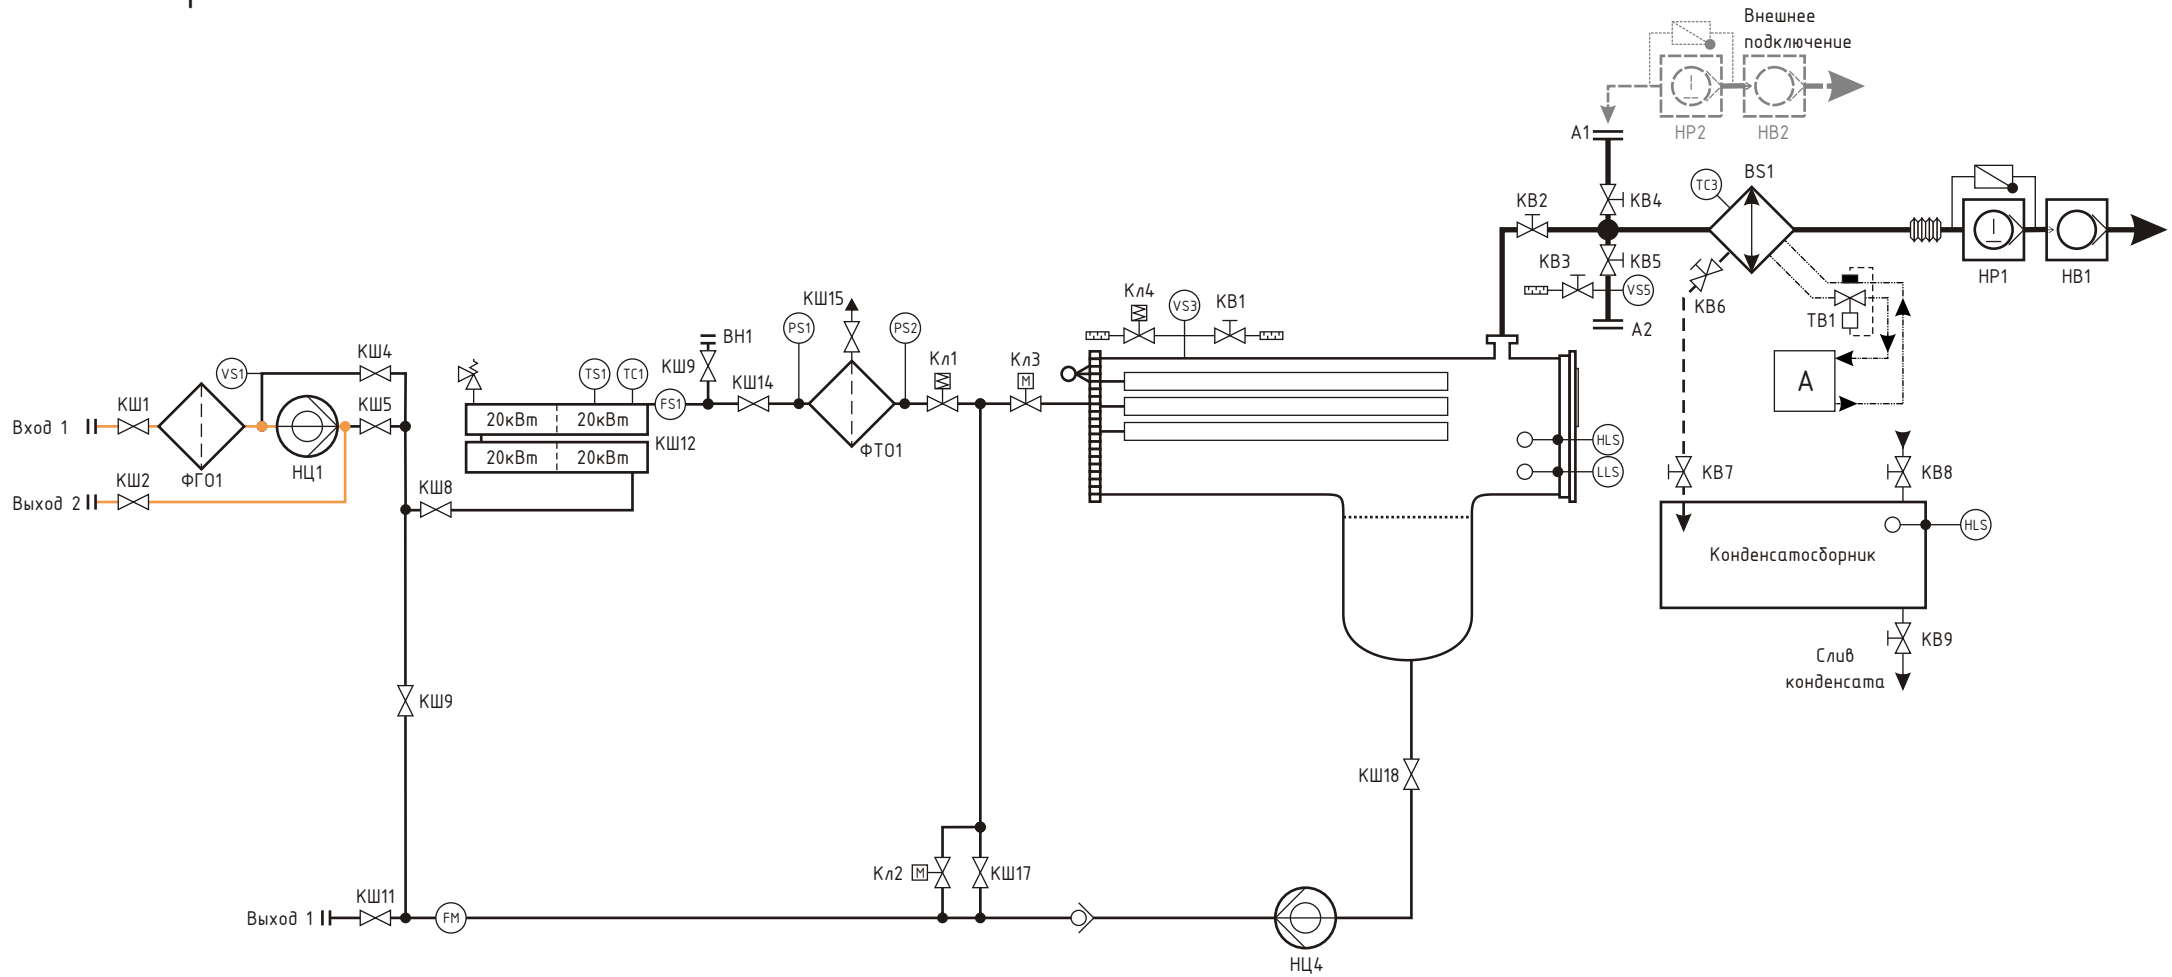 Внешнее
подключение
НР2
НВ2
А1
BS1
ТС3
КВ2
КВ4
КВ3
КВ5
VS5
А2
КВ6
ТВ1
А
НР1
НВ1
Кл4
VS3
КВ1
КШ15
PS1
PS2
ВН1
КШ9
КШ14
Кл1
Кл3
М
ФТО1
КШ4
VS1
КШ1
КШ5
Вход 1
ФГО1
НЦ1
КШ2
Выход 2
TS1
TC1
FS1
20кВт
20кВт
КШ12
20кВт
20кВт
КШ8
HLS
LLS
КВ7
КВ8
HLS
Конденсатосборник
КВ9
Слив
конденсата
КШ9
КШ18
Кл2
М
КШ17
КШ11
Выход 1
FM
НЦ4